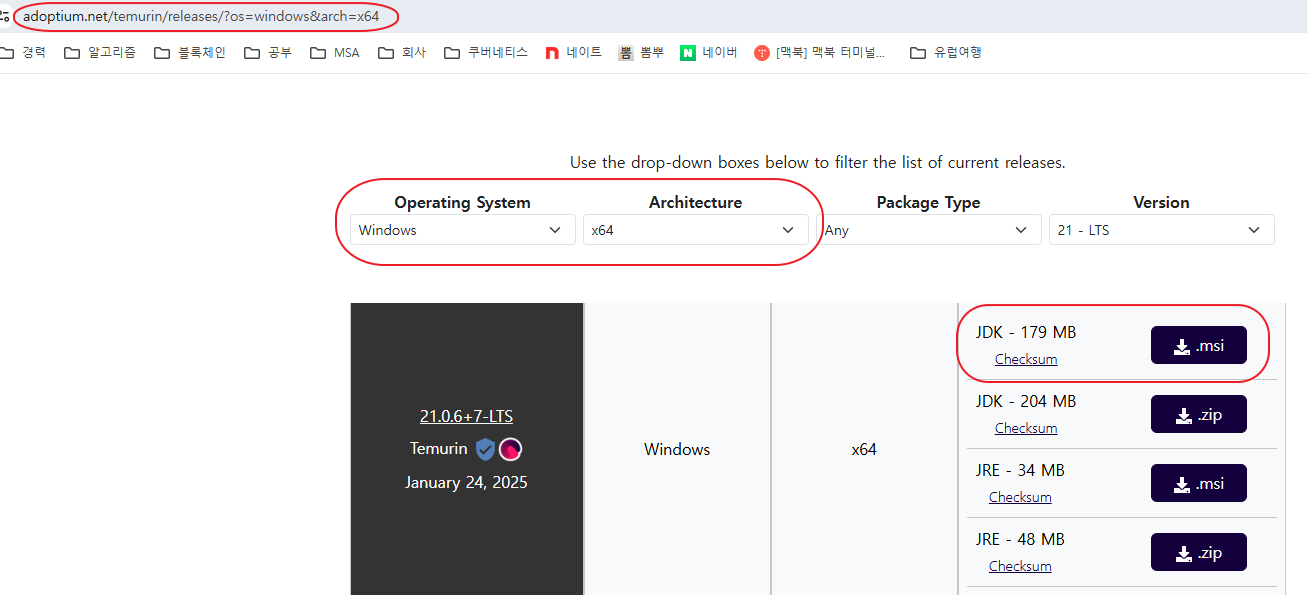 adoptium.net/temurin/releases/?os=windows&arch=x64
경력 알고리즘 블록체인 공부 MSA 회사 쿠버네티스 네이트 뽐뿌 네이버 [맥북] 맥북 터미널... 유럽여행
Use the drop-down boxes below to filter the list of current releases.
Operating System Architecture Package Type Version
Windows x64 Any 21 - LTS
JDK - 179 MB .msi
Checksum
JDK - 204 MB .zip
Checksum
21.0.6+7-LTS
Temurin
January 24, 2025
Windows
x64
JRE - 34 MB .msi
Checksum
JRE - 48 MB .zip
Checksum